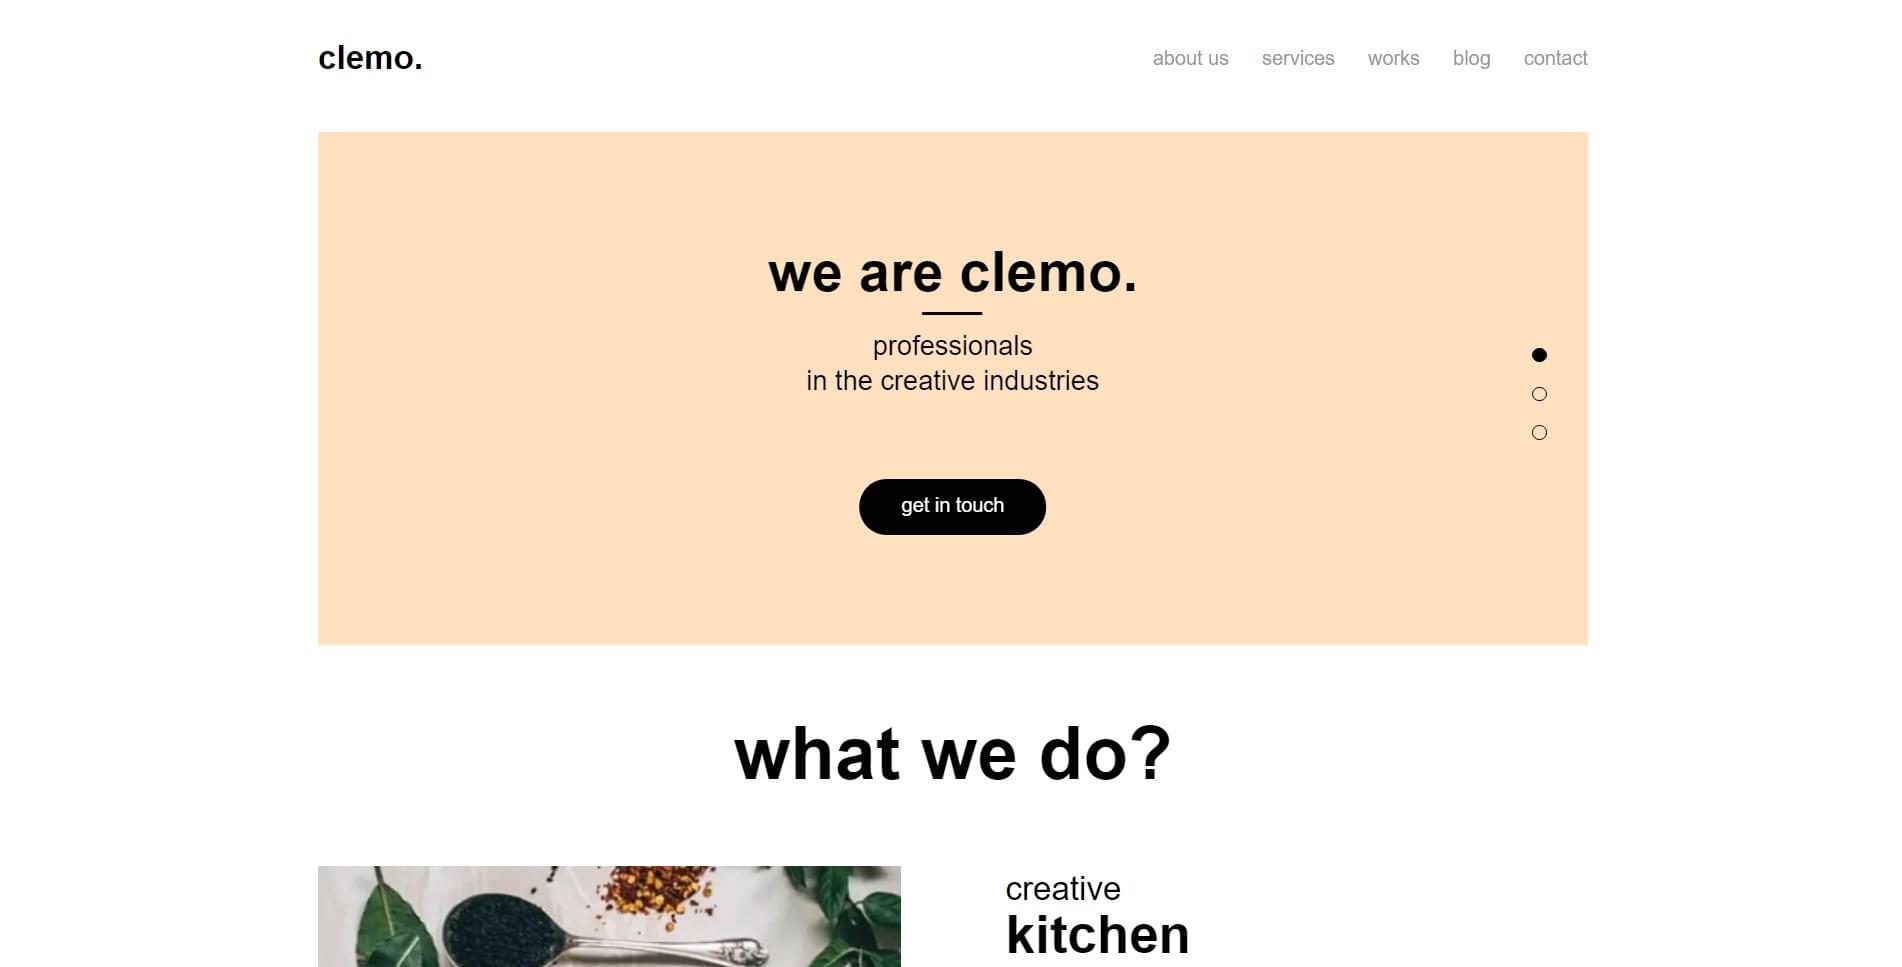 clemo.
about us services works blog contact
we are clemo.
professionals
in the creative industries
get in touch
what we do?
creative
kitchen